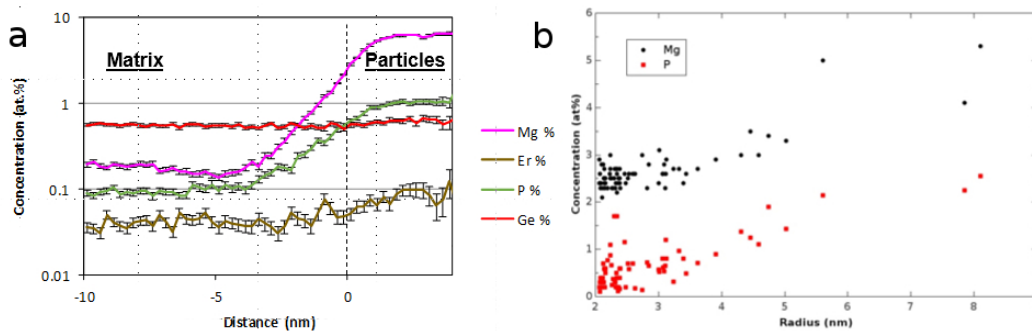 a
Concentration (at.%)
10
1
0.1
0.01
Matrix
Particles
-10
-5
0
Distance (nm)
Mg %
Er %
P %
Ge %
b
Concentration (at%)
6
5
4
3
2
1
0
Mg
P
2
3
4
5
6
7
8
9
Radius (nm)